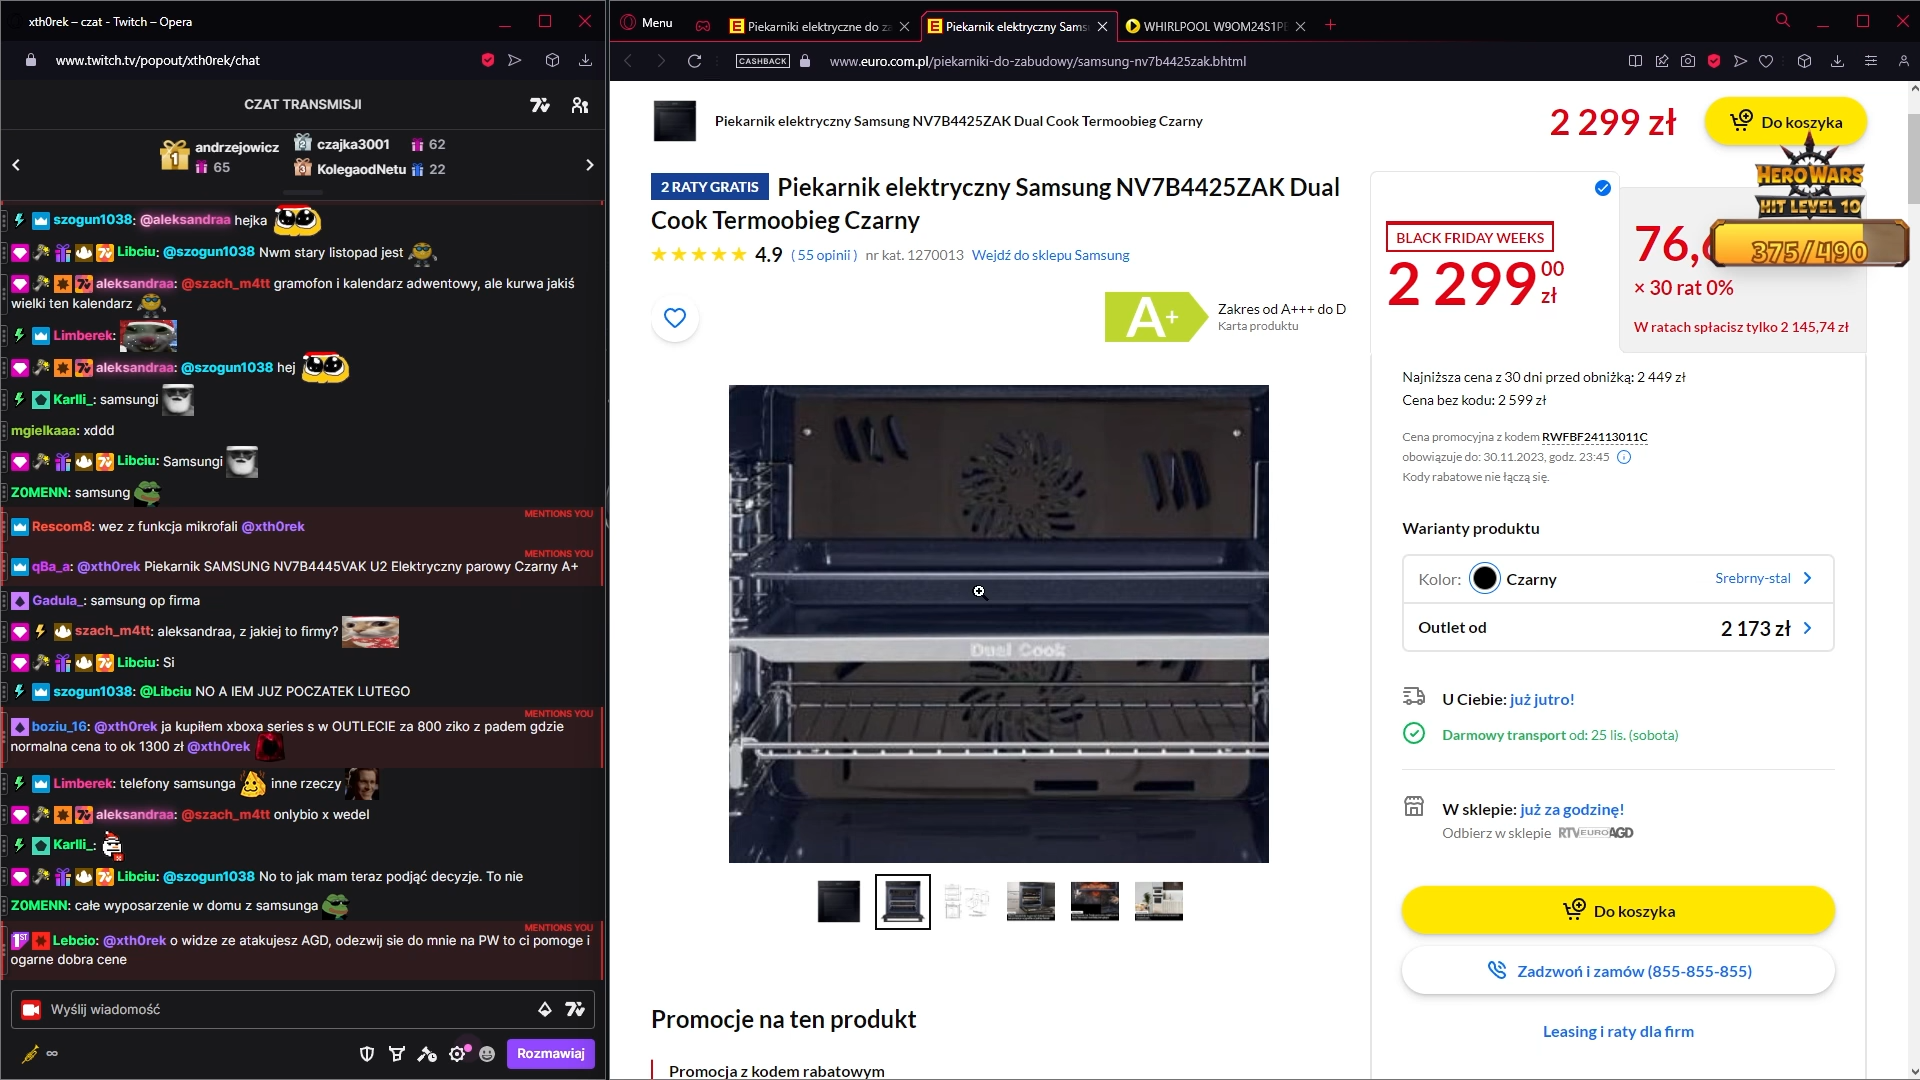 xth0rek – czat - Twitch – Opera
www.twitch.tv/popout/xth0rek/chat
CZAT TRANSMISJI
1 andrzejowicz 65
2 czajka3001 62
3 KolegaodNetu 22
szogun1038: @aleksandraa hejka
Libciu: @szogun1038 Nwm stary listopad jest
aleksandraa: @szach_m4tt gramofon i kalendarz adwentowy, ale kurwa jakiś
wielki ten kalendarz
Limberek:
aleksandraa: @szogun1038 hej
Karlli_: samsungi
mgielkaaa: xddd
Libciu: Samsungi
Z0MENN: samsung
MENTIONS YOU
Rescom8: wez z funkcja mikrofali @xth0rek
MENTIONS YOU
qBa_a: @xth0rek Piekarnik SAMSUNG NV7B4445VAK U2 Elektryczny parowy Czarny A+
Gadula_: samsung op firma
szach_m4tt: aleksandraa, z jakiej to firmy?
Libciu: Si
szogun1038: @Libciu NO A IEM JUZ POCZATEK LUTEGO
MENTIONS YOU
boziu_16: @xth0rek ja kupiłem xboxa series s w OUTLECIE za 800 ziko z padem gdzie
normalna cena to ok 1300 zł @xth0rek
Limberek: telefony samsunga inne rzeczy
aleksandraa: @szach_m4tt onlybio x wedel
Karlli_:
Libciu: @szogun1038 No to jak mam teraz podjąć decyzje. To nie
Z0MENN: całe wyposarzenie w domu z samsunga
MENTIONS YOU
1ST Lebcio: @xth0rek o widze ze atakujesz AGD, odezwij sie do mnie na PW to ci pomoge i
ogarne dobra cene
Wyślij wiadomość
∞
Rozmawiaj
Menu
Piekarniki elektryczne do za
Piekarnik elektryczny Sams
WHIRLPOOL W9OM24S1P
CASHBACK
www.euro.com.pl/piekarniki-do-zabudowy/samsung-nv7b4425zak.bhtml
Piekarnik elektryczny Samsung NV7B4425ZAK Dual Cook Termoobieg Czarny
2 299 zł
Do koszyka
HEROWARS
HIT LEVEL 10
375/490
2 RATY GRATIS Piekarnik elektryczny Samsung NV7B4425ZAK Dual
Cook Termoobieg Czarny
4.9 (55 opinii) nr kat. 1270013 Wejdź do sklepu Samsung
A+
Zakres od A+++ do D
Karta produktu
Dual Cook
Promocje na ten produkt
Promocja z kodem rabatowym
BLACK FRIDAY WEEKS
2 299 00 zł
76,
× 30 rat 0%
W ratach spłacisz tylko 2 145,74 zł
Najniższa cena z 30 dni przed obniżką: 2 449 zł
Cena bez kodu: 2 599 zł
Cena promocyjna z kodem RWFBF24113011C
obowiązuje do: 30.11.2023, godz. 23:45
Kody rabatowe nie łączą się.
Warianty produktu
Kolor: Czarny Srebrny-stal
Outlet od 2 173 zł
U Ciebie: już jutro!
Darmowy transport od: 25 lis. (sobota)
W sklepie: już za godzinę!
Odbierz w sklepie RTV EURO AGD
Do koszyka
Zadzwoń i zamów (855-855-855)
Leasing i raty dla firm